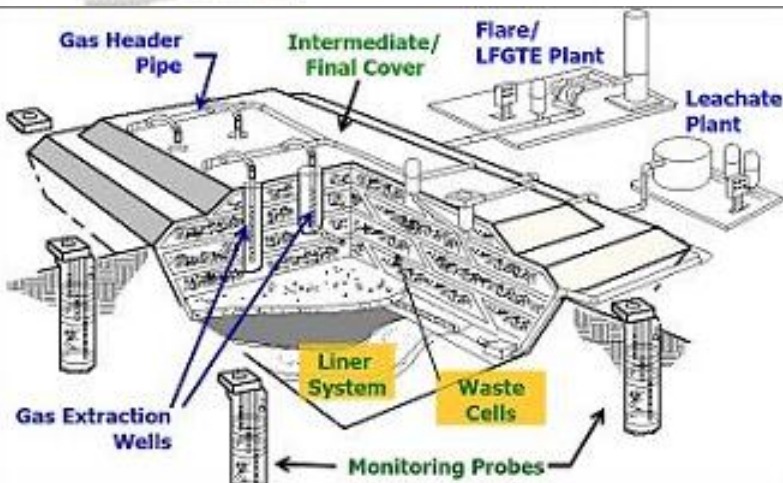 Gas Header
Pipe
Intermediate/
Final Cover
Flare/
LFGTE Plant
Leachate
Plant
Liner
System
Waste
Cells
Gas Extraction
Wells
Monitoring Probes